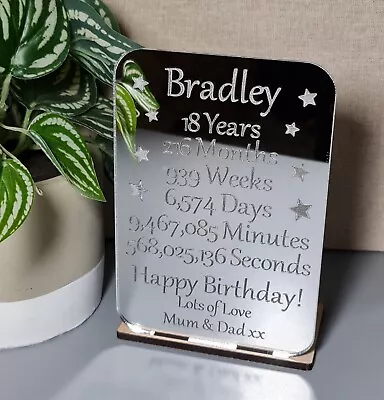 Bradley
18 Years
216 Months
939 Weeks
6,574 Days
9,467,085 Minutes
568,025,136 Seconds
Happy Birthday!
Lots of Love
Mum & Dad xx